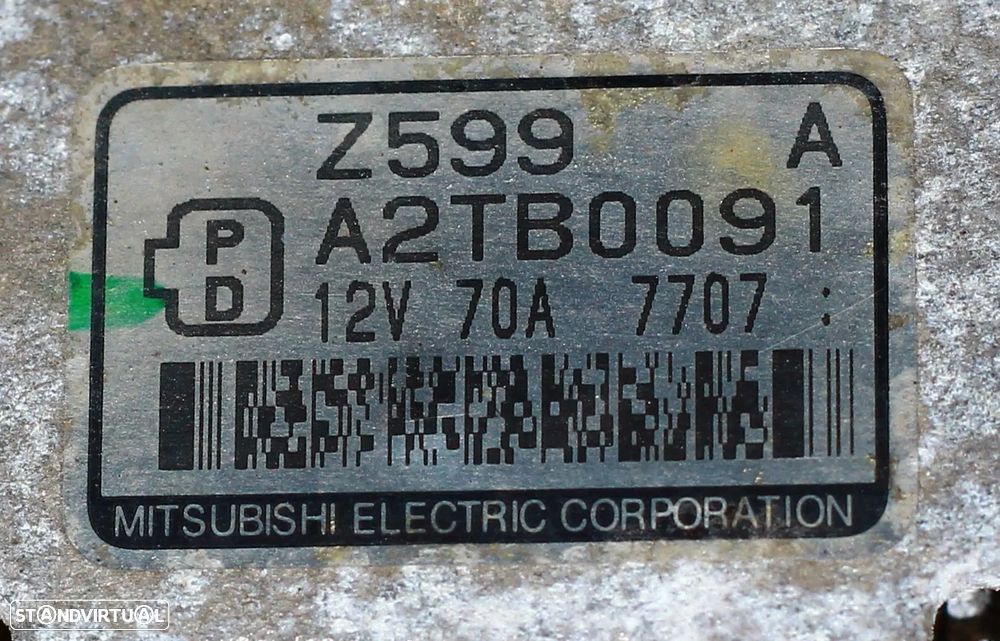 Z599 A
A2TB0091
P
D
12V 70A 7707 :
MITSUBISHI ELECTRIC CORPORATION
STANDVIRTUAL